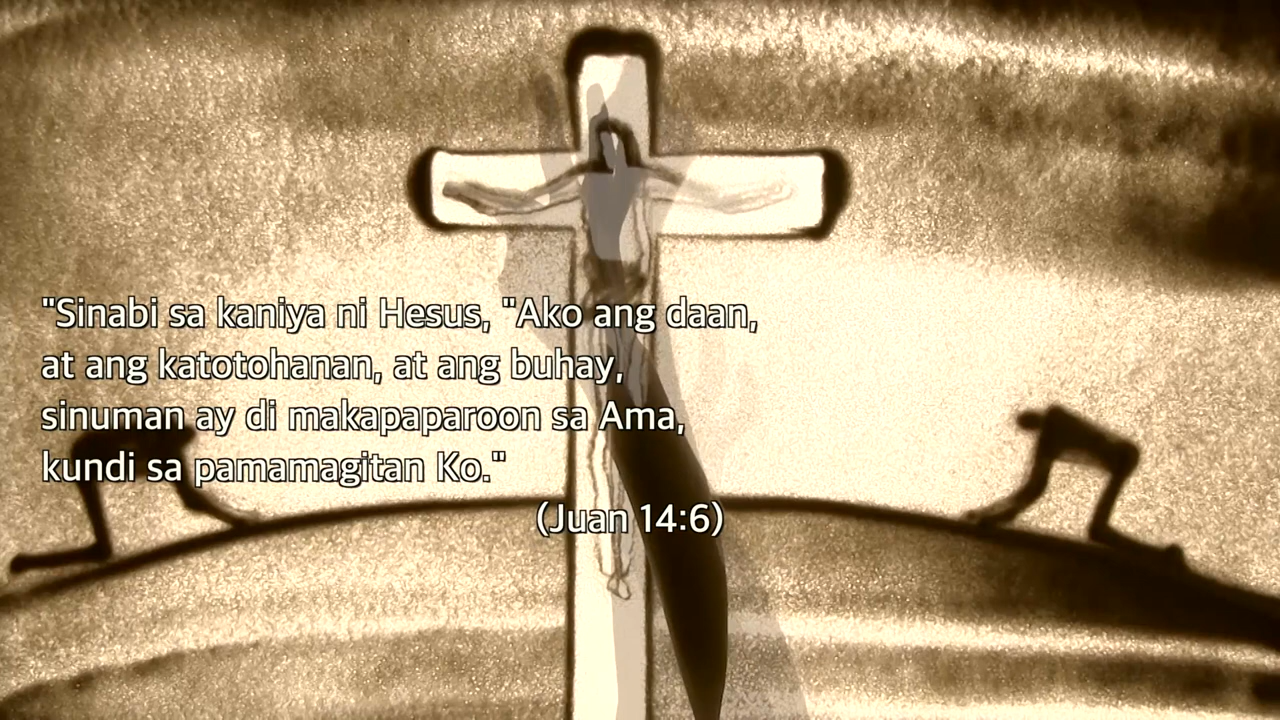 "Sinabi sa kaniya ni Hesus, "Ako ang daan,
at ang katotohanan, at ang buhay,
sinuman ay di makapaparoon sa Ama,
kundi sa pamamagitan Ko."
(Juan 14:6)